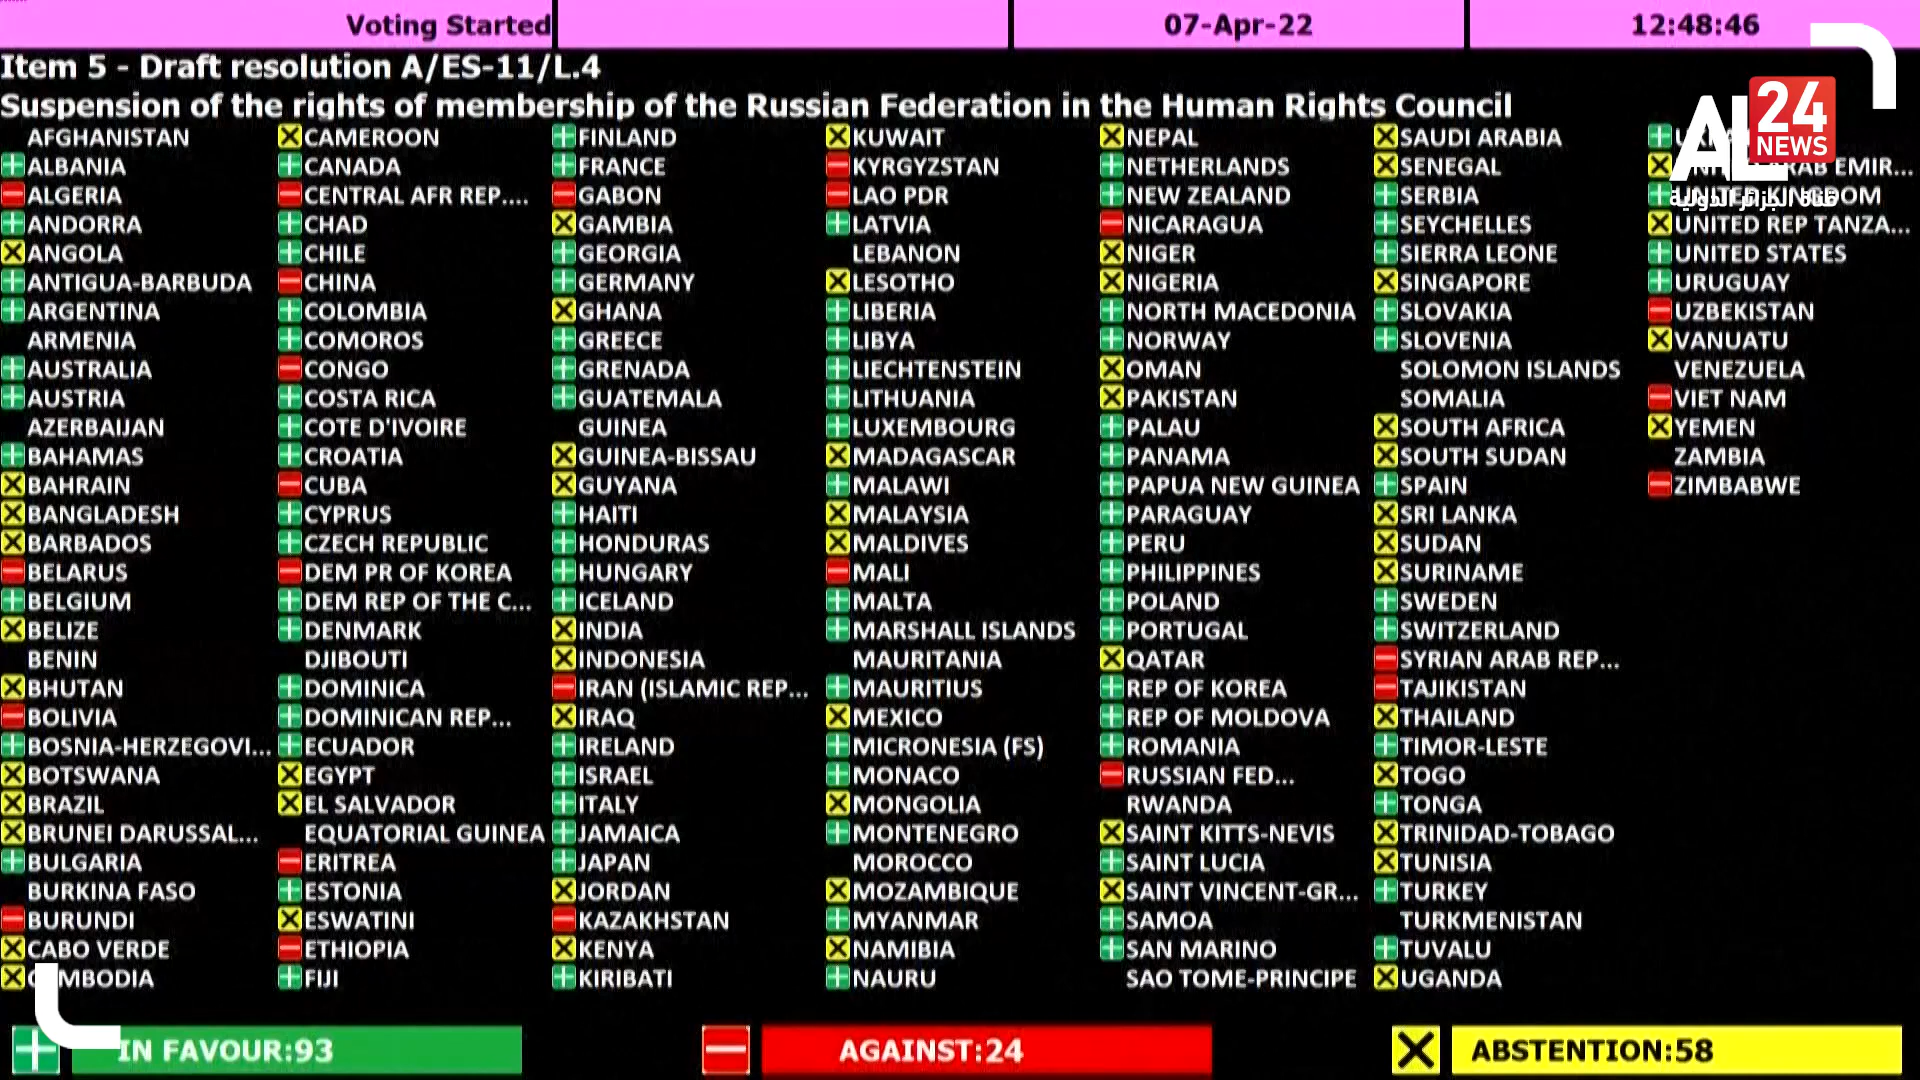 Voting Started 07-Apr-22 12:48:46
Item 5 - Draft resolution A/ES-11/L.4
Suspension of the rights of membership of the Russian Federation in the Human Rights Council
AL 24 NEWS
قناة الجزائر الدولية
AFGHANISTAN
ALBANIA
ALGERIA
ANDORRA
ANGOLA
ANTIGUA-BARBUDA
ARGENTINA
ARMENIA
AUSTRALIA
AUSTRIA
AZERBAIJAN
BAHAMAS
BAHRAIN
BANGLADESH
BARBADOS
BELARUS
BELGIUM
BELIZE
BENIN
BHUTAN
BOLIVIA
BOSNIA-HERZEGOVI...
BOTSWANA
BRAZIL
BRUNEI DARUSSAL...
BULGARIA
BURKINA FASO
BURUNDI
CABO VERDE
CAMBODIA
CAMEROON
CANADA
CENTRAL AFR REP....
CHAD
CHILE
CHINA
COLOMBIA
COMOROS
CONGO
COSTA RICA
COTE D'IVOIRE
CROATIA
CUBA
CYPRUS
CZECH REPUBLIC
DEM PR OF KOREA
DEM REP OF THE C...
DENMARK
DJIBOUTI
DOMINICA
DOMINICAN REP...
ECUADOR
EGYPT
EL SALVADOR
EQUATORIAL GUINEA
ERITREA
ESTONIA
ESWATINI
ETHIOPIA
FIJI
FINLAND
FRANCE
GABON
GAMBIA
GEORGIA
GERMANY
GHANA
GREECE
GRENADA
GUATEMALA
GUINEA
GUINEA-BISSAU
GUYANA
HAITI
HONDURAS
HUNGARY
ICELAND
INDIA
INDONESIA
IRAN (ISLAMIC REP...
IRAQ
IRELAND
ISRAEL
ITALY
JAMAICA
JAPAN
JORDAN
KAZAKHSTAN
KENYA
KIRIBATI
KUWAIT
KYRGYZSTAN
LAO PDR
LATVIA
LEBANON
LESOTHO
LIBERIA
LIBYA
LIECHTENSTEIN
LITHUANIA
LUXEMBOURG
MADAGASCAR
MALAWI
MALAYSIA
MALDIVES
MALI
MALTA
MARSHALL ISLANDS
MAURITANIA
MAURITIUS
MEXICO
MICRONESIA (FS)
MONACO
MONGOLIA
MONTENEGRO
MOROCCO
MOZAMBIQUE
MYANMAR
NAMIBIA
NAURU
NEPAL
NETHERLANDS
NEW ZEALAND
NICARAGUA
NIGER
NIGERIA
NORTH MACEDONIA
NORWAY
OMAN
PAKISTAN
PALAU
PANAMA
PAPUA NEW GUINEA
PARAGUAY
PERU
PHILIPPINES
POLAND
PORTUGAL
QATAR
REP OF KOREA
REP OF MOLDOVA
ROMANIA
RUSSIAN FED...
RWANDA
SAINT KITTS-NEVIS
SAINT LUCIA
SAINT VINCENT-GR...
SAMOA
SAN MARINO
SAO TOME-PRINCIPE
SAUDI ARABIA
SENEGAL
SERBIA
SEYCHELLES
SIERRA LEONE
SINGAPORE
SLOVAKIA
SLOVENIA
SOLOMON ISLANDS
SOMALIA
SOUTH AFRICA
SOUTH SUDAN
SPAIN
SRI LANKA
SUDAN
SURINAME
SWEDEN
SWITZERLAND
SYRIAN ARAB REP...
TAJIKISTAN
THAILAND
TIMOR-LESTE
TOGO
TONGA
TRINIDAD-TOBAGO
TUNISIA
TURKEY
TURKMENISTAN
TUVALU
UGANDA
EMIR...
UNITED KINGDOM
UNITED REP TANZA...
UNITED STATES
URUGUAY
UZBEKISTAN
VANUATU
VENEZUELA
VIET NAM
YEMEN
ZAMBIA
ZIMBABWE
IN FAVOUR:93 AGAINST:24 ABSTENTION:58